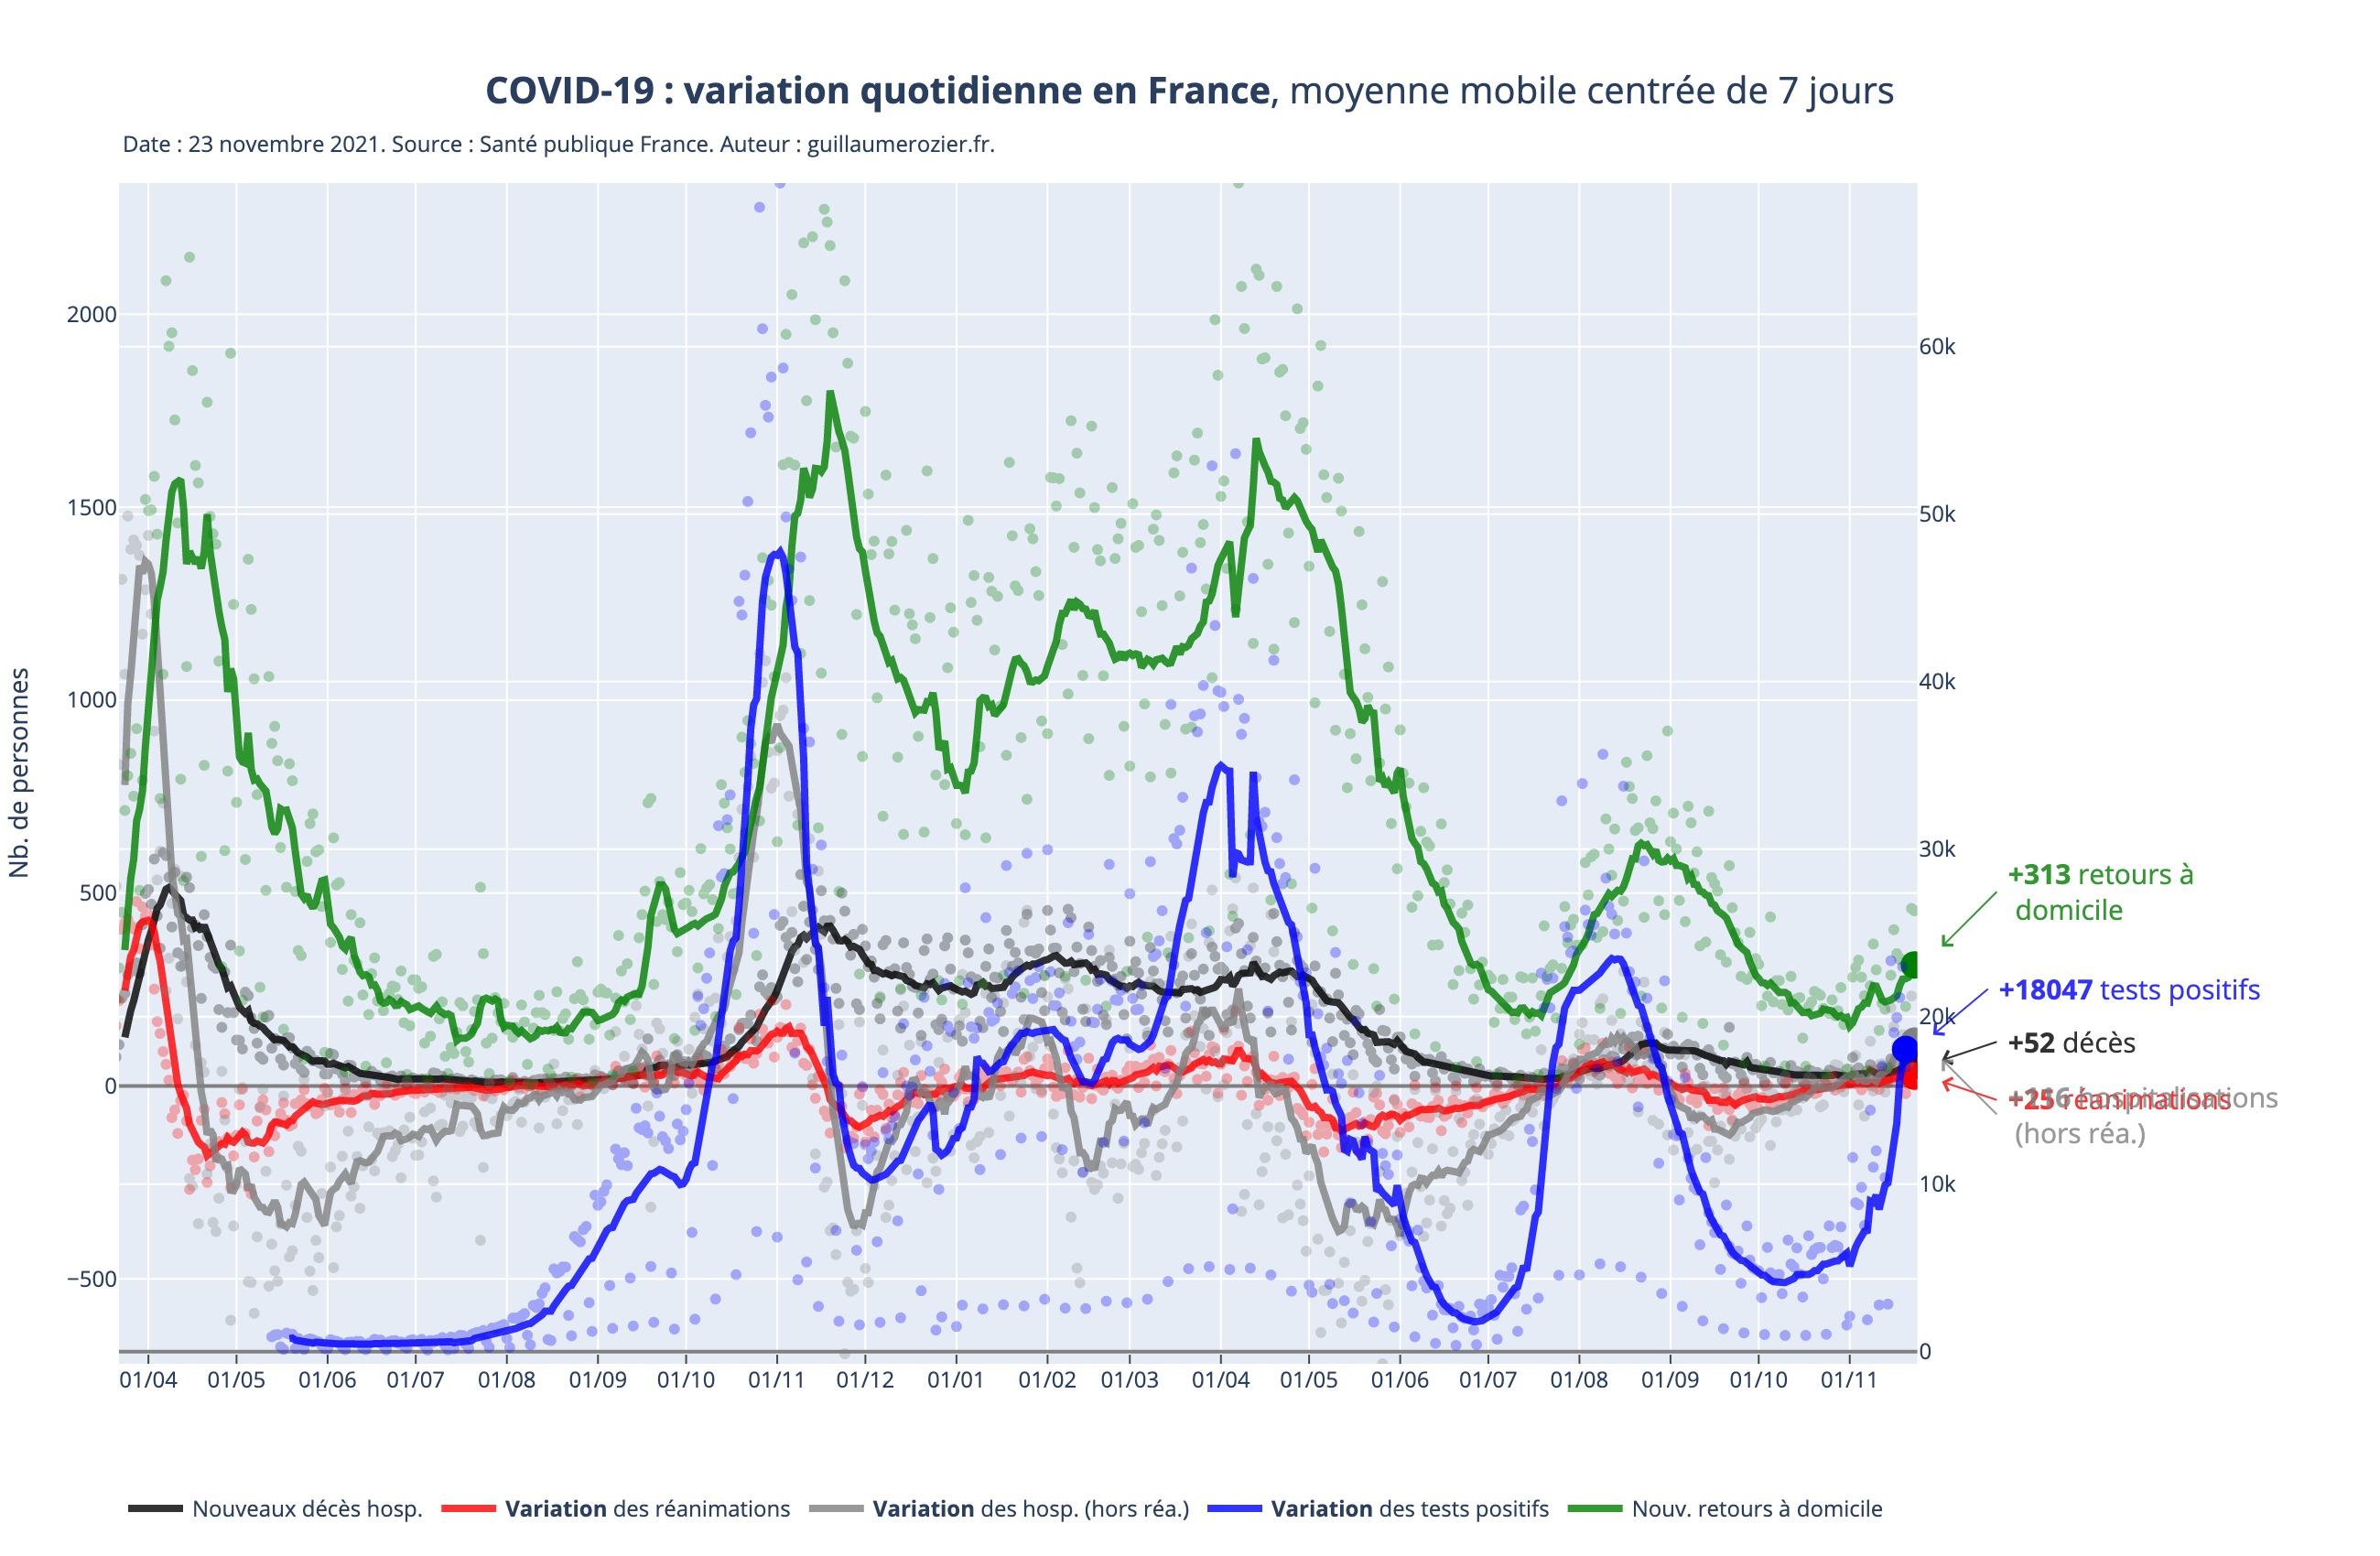 COVID-19 : variation quotidienne en France, moyenne mobile centrée de 7 jours
Date : 23 novembre 2021. Source : Santé publique France. Auteur : guillaumerozier.fr.
Nb. de personnes
2000
1500
1000
500
0
−500
60k
50k
40k
30k
20k
10k
0
+313 retours à
domicile
+18047 tests positifs
+52 décès
+25 réanimations
hospitalisations
(hors réa.)
01/04 01/05 01/06 01/07 01/08 01/09 01/10 01/11 01/12 01/01 01/02 01/03 01/04 01/05 01/06 01/07 01/08 01/09 01/10 01/11
Nouveaux décès hosp. Variation des réanimations Variation des hosp. (hors réa.) Variation des tests positifs Nouv. retours à domicile